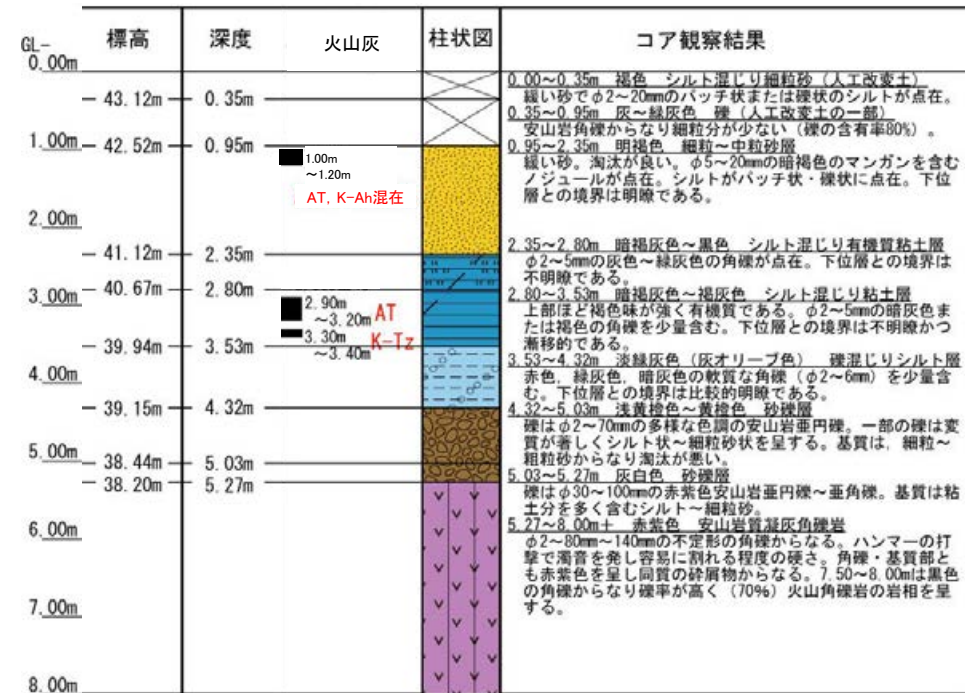 標高 深度 火山灰 柱状図 コア観察結果
GL-
0.00m
0.00~0.35m 褐色 シルト混じり細粒砂（人工改変土）
緩い砂でφ2~20mmのパッチ状または礫状のシルトが点在。
43.12m 0.35m
0.35~0.95m 灰~緑灰色 礫（人工改変土の一部）
安山岩角礫からなり細粒分が少ない（礫の含有率80%）。
1.00m
42.52m 0.95m
0.95~2.35m 明褐色 細粒~中粒砂層
緩い砂。淘汰が良い。φ5~20mmの暗褐色のマンガンを含む
ノジュールが点在。シルトがパッチ状・礫状に点在。下位
層との境界は明瞭である。
1.00m
~1.20m
AT, K-Ah混在
2.00m
41.12m 2.35m
2.35~2.80m 暗褐灰色~黒色 シルト混じり有機質粘土層
φ2~5mmの灰色~緑灰色の角礫が点在。下位層との境界は
不明瞭である。
40.67m 2.80m
2.80~3.53m 暗褐灰色~褐灰色 シルト混じり粘土層
上部ほど褐色味が強く有機質である。φ2~5mmの暗灰色ま
たは褐色の角礫を少量含む。下位層との境界は不明瞭かつ
漸移的である。
3.00m
2.90m
~3.20m AT
3.30m
~3.40m K-Tz
39.94m 3.53m
3.53~4.32m 淡緑灰色（灰オリーブ色） 礫混じりシルト層
赤色，緑灰色，暗灰色の軟質な角礫（φ2~6mm）を少量含
む。下位層との境界は比較的明瞭である。
4.00m
39.15m 4.32m
4.32~5.03m 浅黄橙色~黄橙色 砂礫層
礫はφ2~70mmの多様な色調の安山岩亜円礫。一部の礫は変
質が著しくシルト状~細粒砂状を呈する。基質は，細粒~
粗粒砂からなり淘汰が悪い。
5.00m
38.44m 5.03m
5.03~5.27m 灰白色 砂礫層
礫はφ30~100mmの赤紫色安山岩亜円礫~亜角礫。基質は粘
土分を多く含むシルト~細粒砂。
38.20m 5.27m
5.27~8.00m+ 赤紫色 安山岩質凝灰角礫岩
φ2~80mm~140mmの不定形の角礫からなる。ハンマーの打
撃で濁音を発し容易に割れる程度の硬さ。角礫・基質部と
も赤紫色を呈し同質の砕屑物からなる。7.50~8.00mは黒色
の角礫からなり礫率が高く（70%）火山角礫岩の岩相を呈
する。
6.00m
7.00m
8.00m